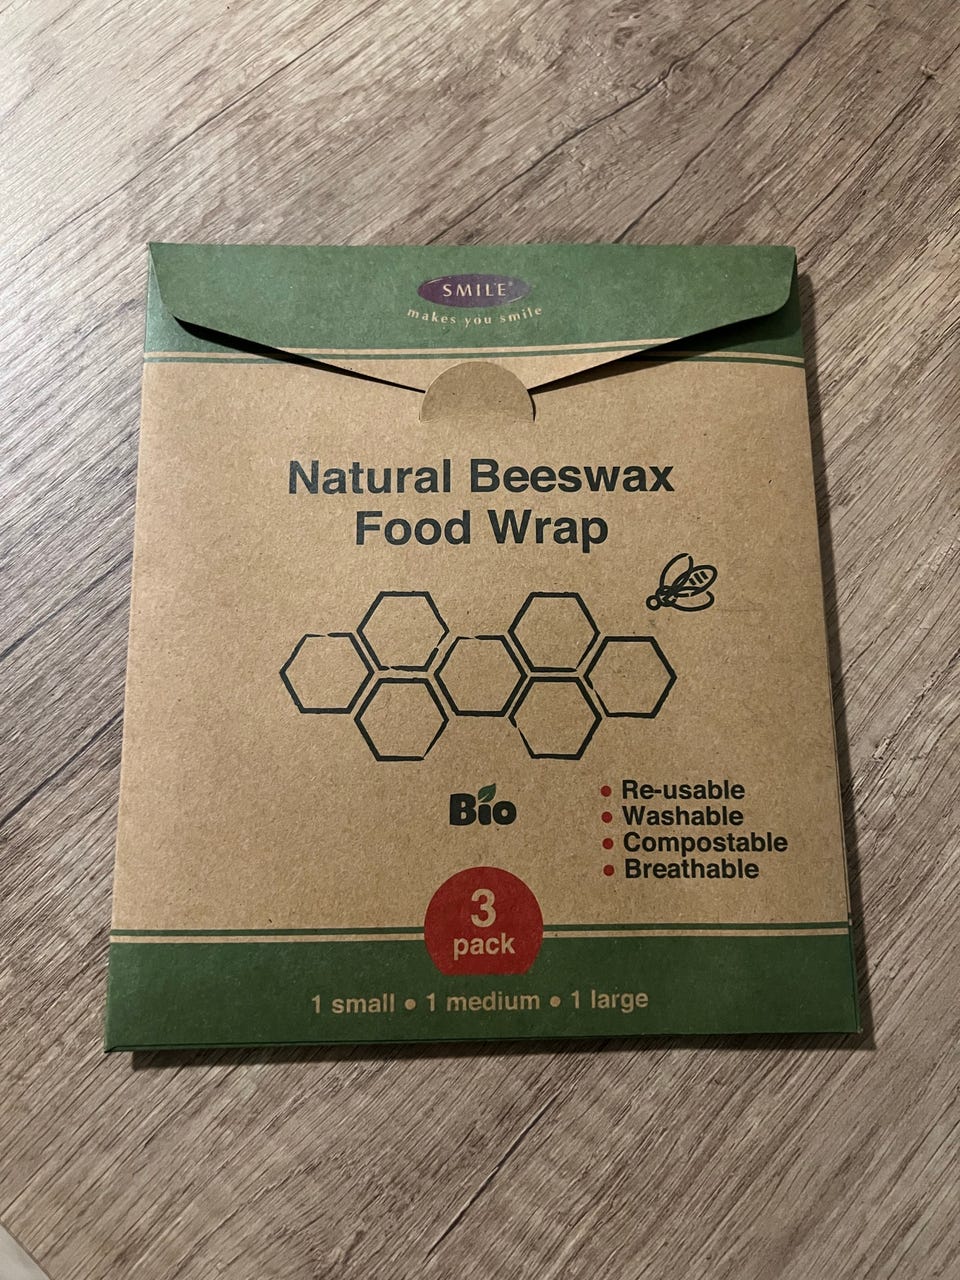 SMILE®
makes you smile
Natural Beeswax
Food Wrap
Bio
• Re-usable
• Washable
• Compostable
• Breathable
3
pack
1 small • 1 medium • 1 large